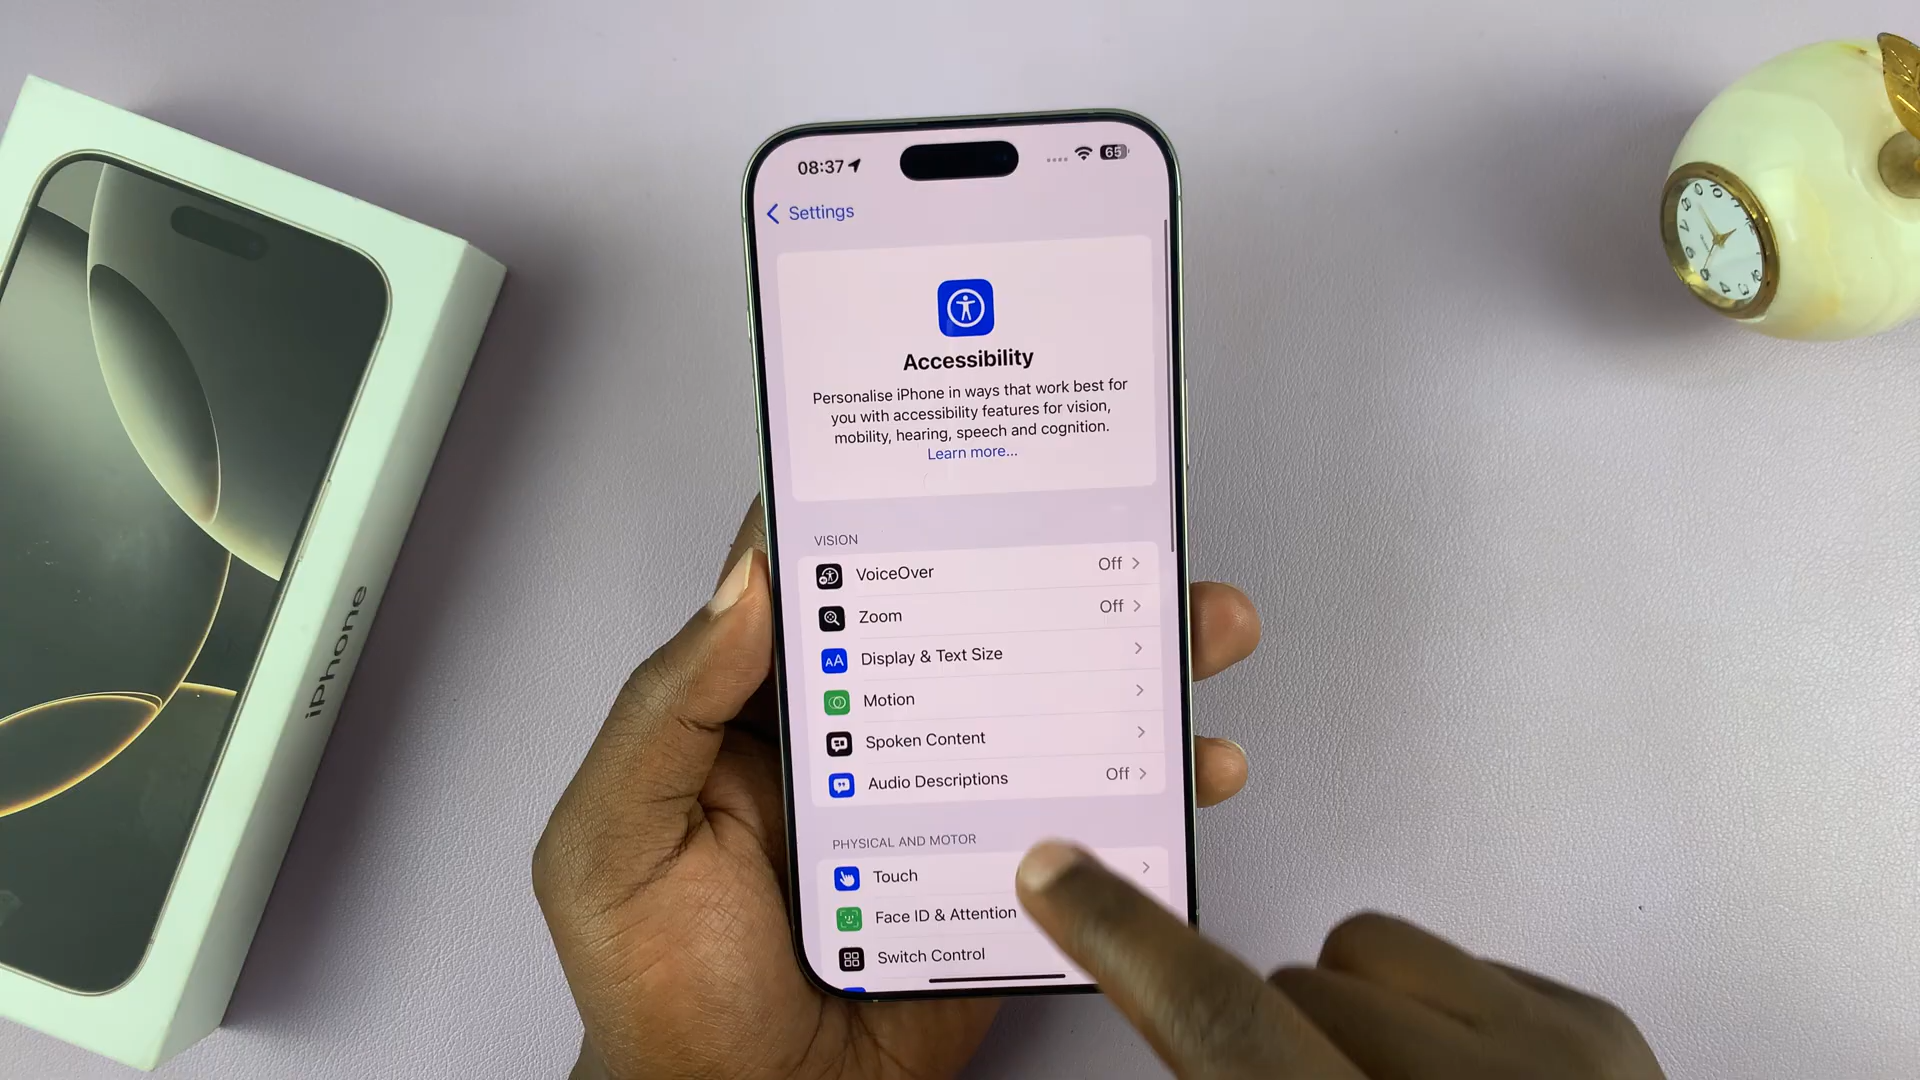 08:37
65
Settings
Accessibility
Personalise iPhone in ways that work best for
you with accessibility features for vision,
mobility, hearing, speech and cognition.
Learn more...
VISION
VoiceOver Off
Zoom Off
Display & Text Size
Motion
Spoken Content
Audio Descriptions Off
PHYSICAL AND MOTOR
Touch
Face ID & Attention
Switch Control
iPhone